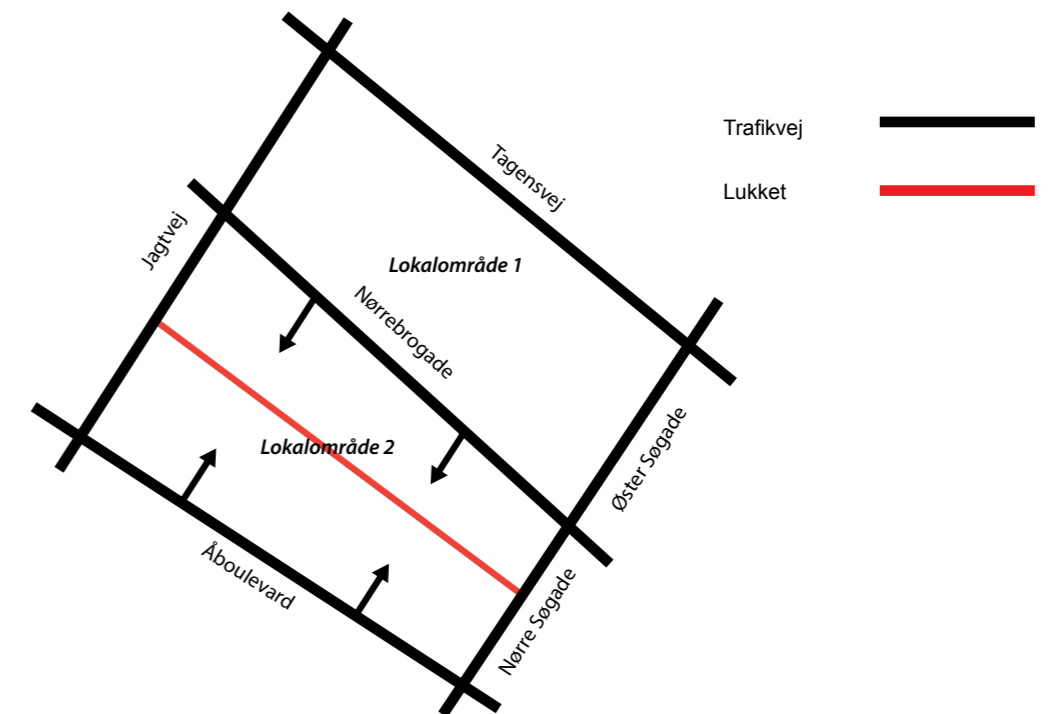 Trafikvej
Lukket
Tagensvej
Jagtvej
Lokalområde 1
Nørrebrogade
Lokalområde 2
Øster Søgade
Åboulevard
Nørre Søgade